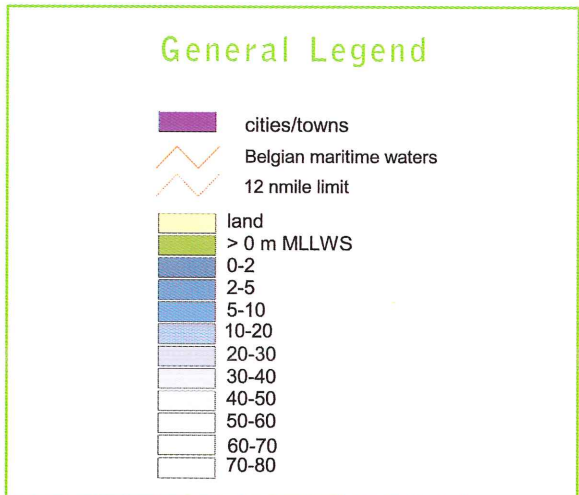 General Legend
cities/towns
Belgian maritime waters
12 nmile limit
land
> 0 m MLLWS
0-2
2-5
5-10
10-20
20-30
30-40
40-50
50-60
60-70
70-80